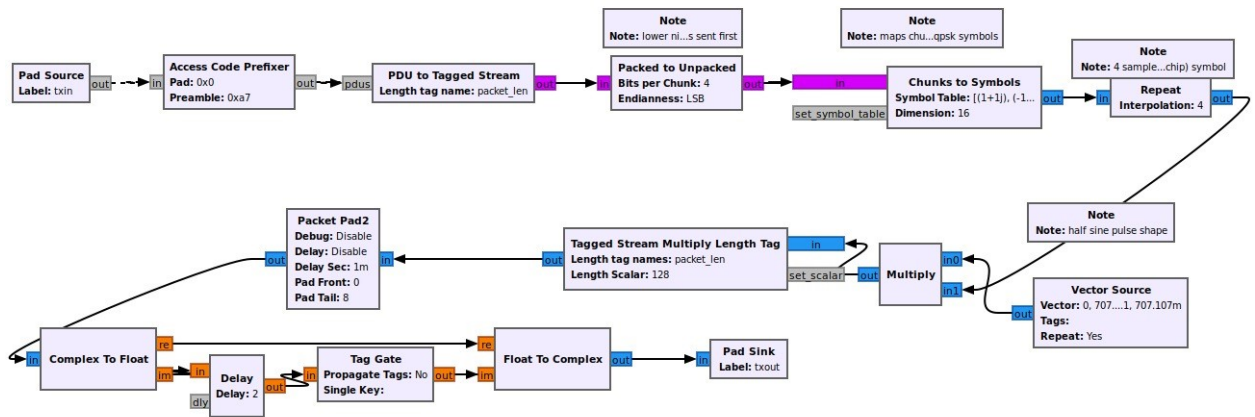 Note
Note: lower ni...s sent first
Note
Note: maps chu...qpsk symbols
Note
Note: 4 sample...chip) symbol
Pad Source
Label: txin
out
in
Access Code Prefixer
Pad: 0x0
Preamble: 0xa7
out
pdus
PDU to Tagged Stream
Length tag name: packet_len
out
in
Packed to Unpacked
Bits per Chunk: 4
Endianness: LSB
out
in
set_symbol_table
Chunks to Symbols
Symbol Table: [(1+1j), (-1...
Dimension: 16
out
in
Repeat
Interpolation: 4
out
Note
Note: half sine pulse shape
out
Packet Pad2
Debug: Disable
Delay: Disable
Delay Sec: 1m
Pad Front: 0
Pad Tail: 8
in
out
Tagged Stream Multiply Length Tag
Length tag names: packet_len
Length Scalar: 128
in
set_scalar
out
Multiply
in0
in1
out
Vector Source
Vector: 0, 707....1, 707.107m
Tags:
Repeat: Yes
in
Complex To Float
re
im
in
dly
Delay
Delay: 2
out
in
Tag Gate
Propagate Tags: No
Single Key:
out
re
im
Float To Complex
out
in
Pad Sink
Label: txout